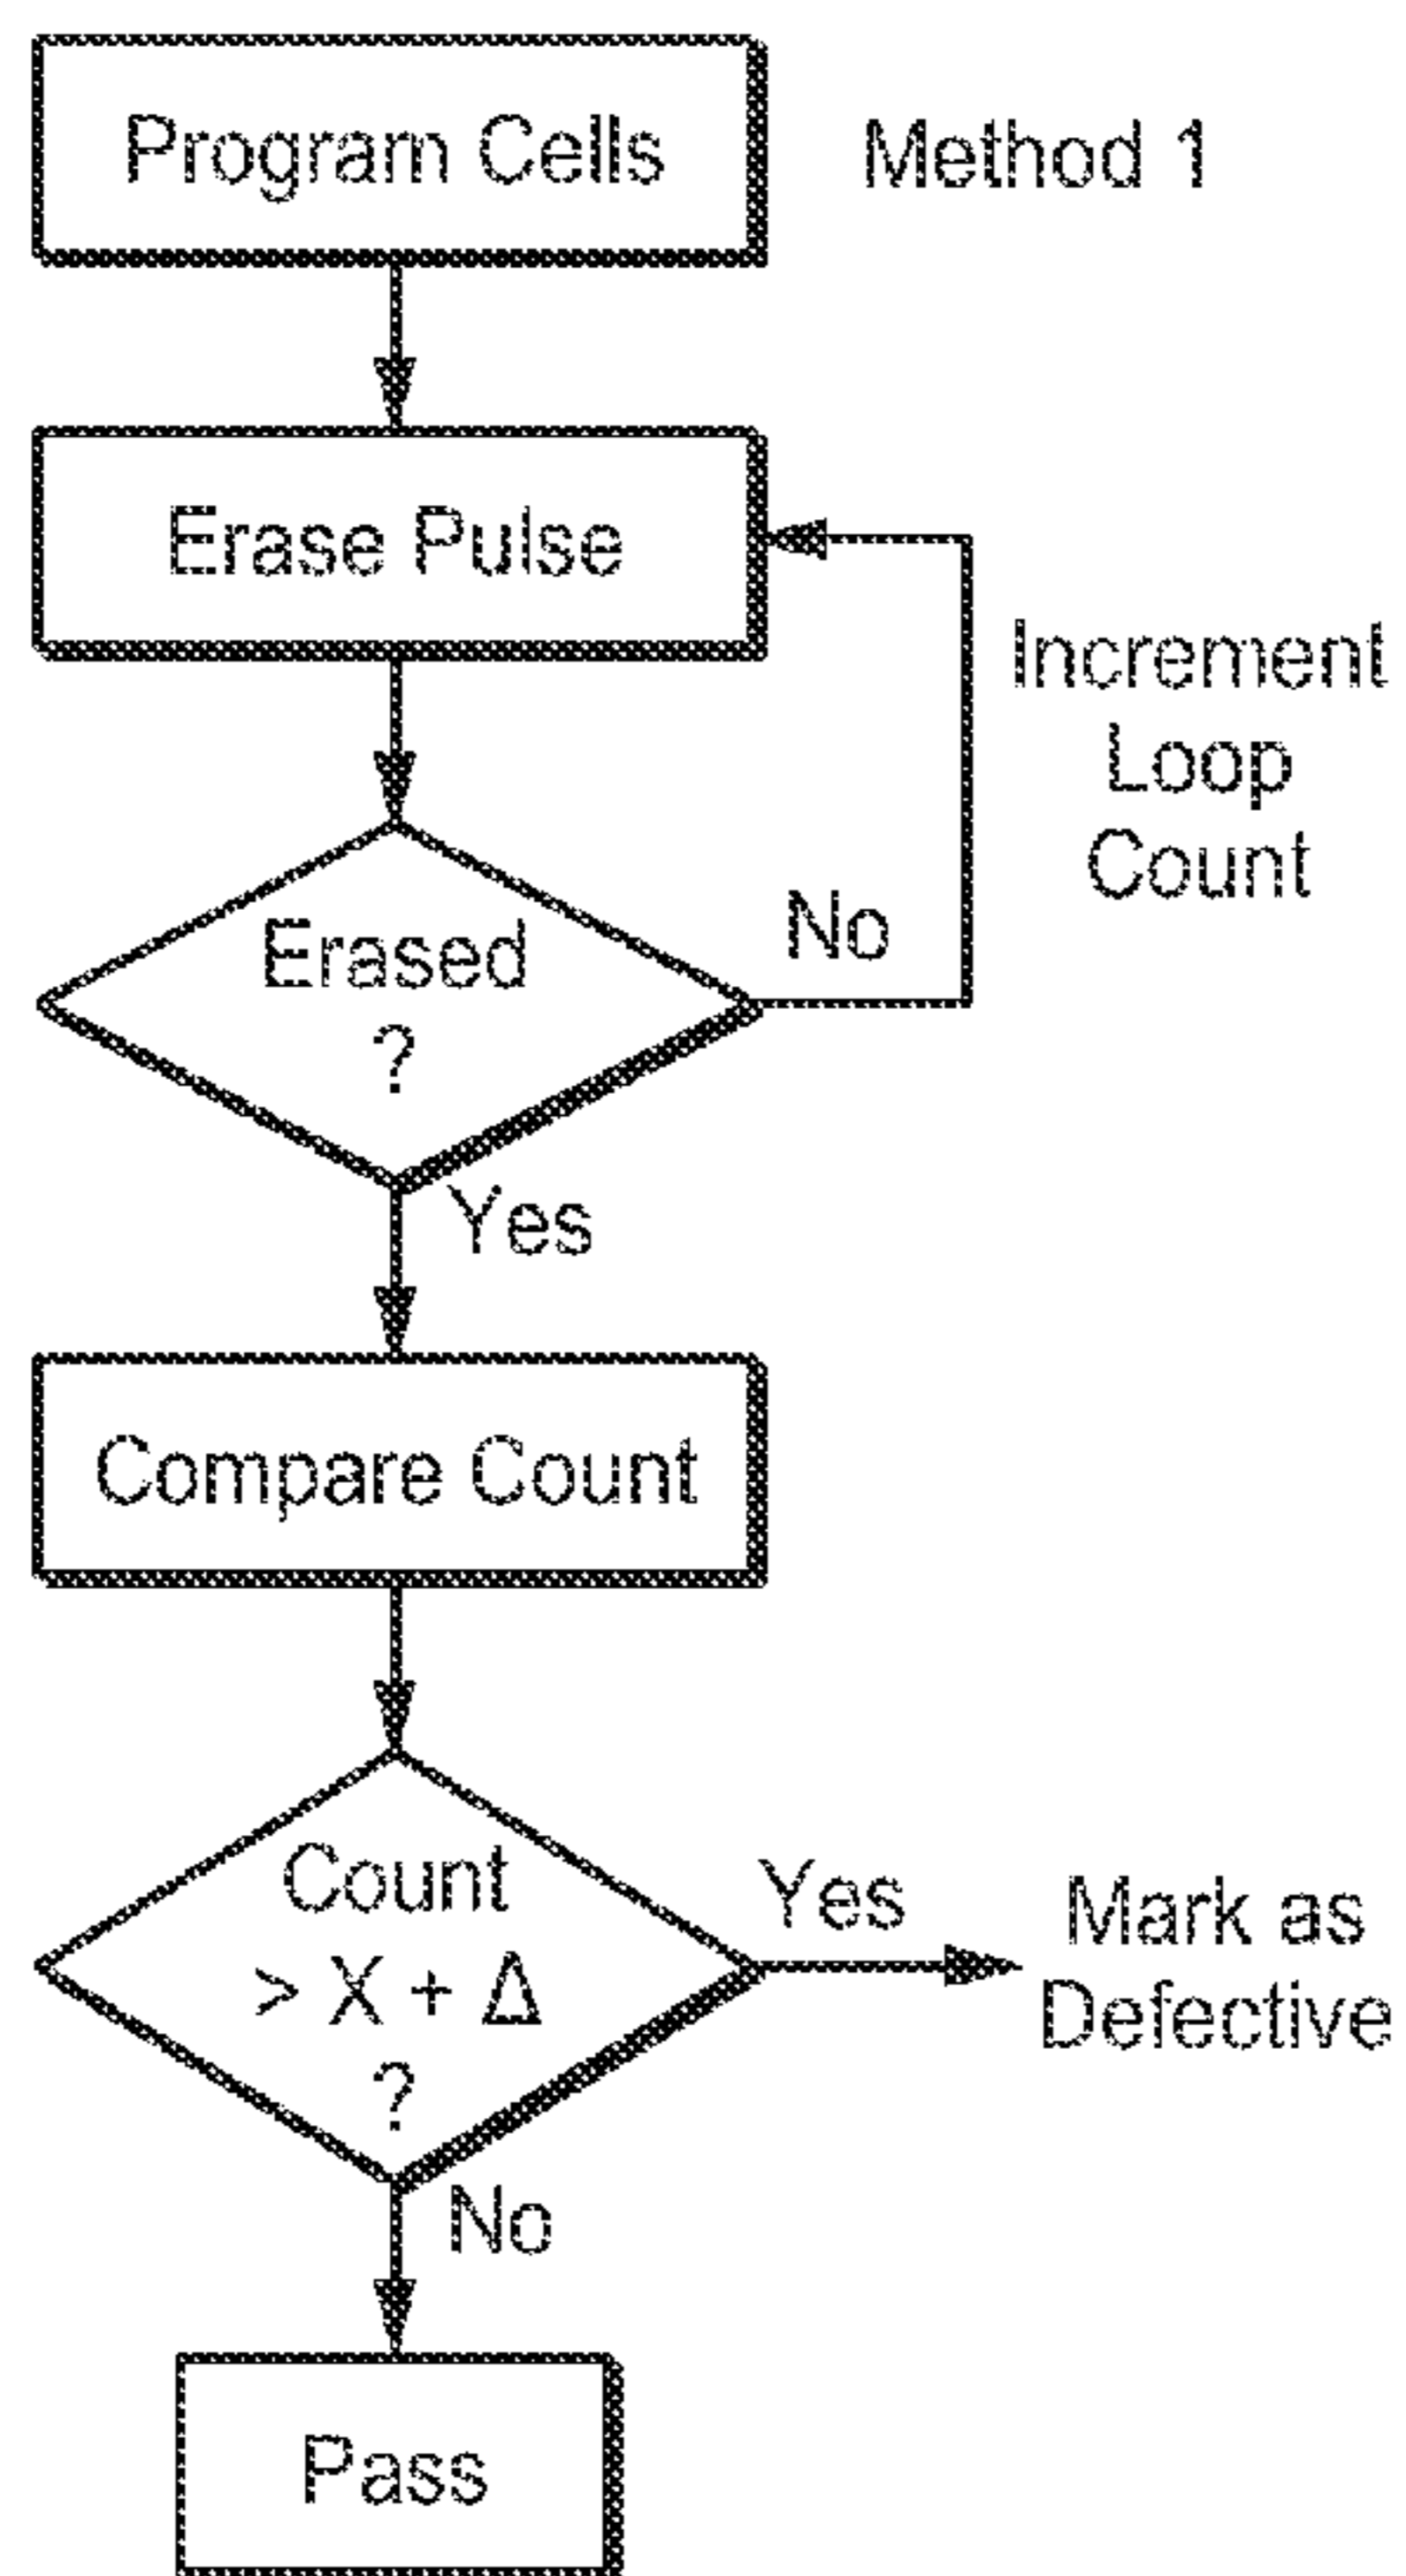 Program Cells
Method 1
Erase Pulse
Increment
Loop
Count
Erased
?
No
Yes
Compare Count
Count
> X + Δ
?
Yes
Mark as
Defective
No
Pass